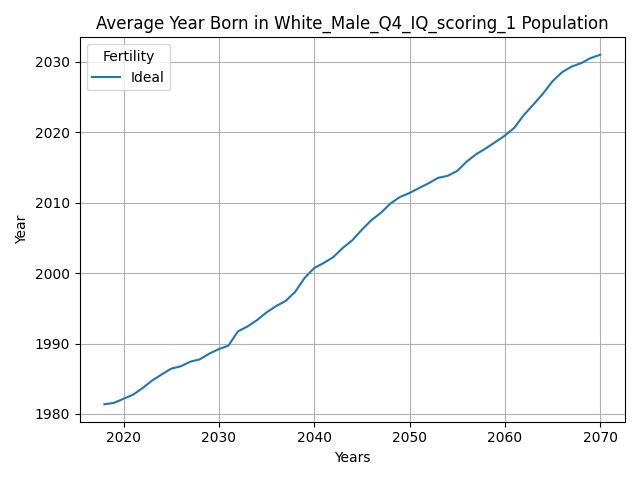 Average Year Born in White_Male_Q4_IQ_scoring_1 Population
Fertility
Ideal
2030
2020
2010
2000
1990
1980
Year
2020 2030 2040 2050 2060 2070
Years